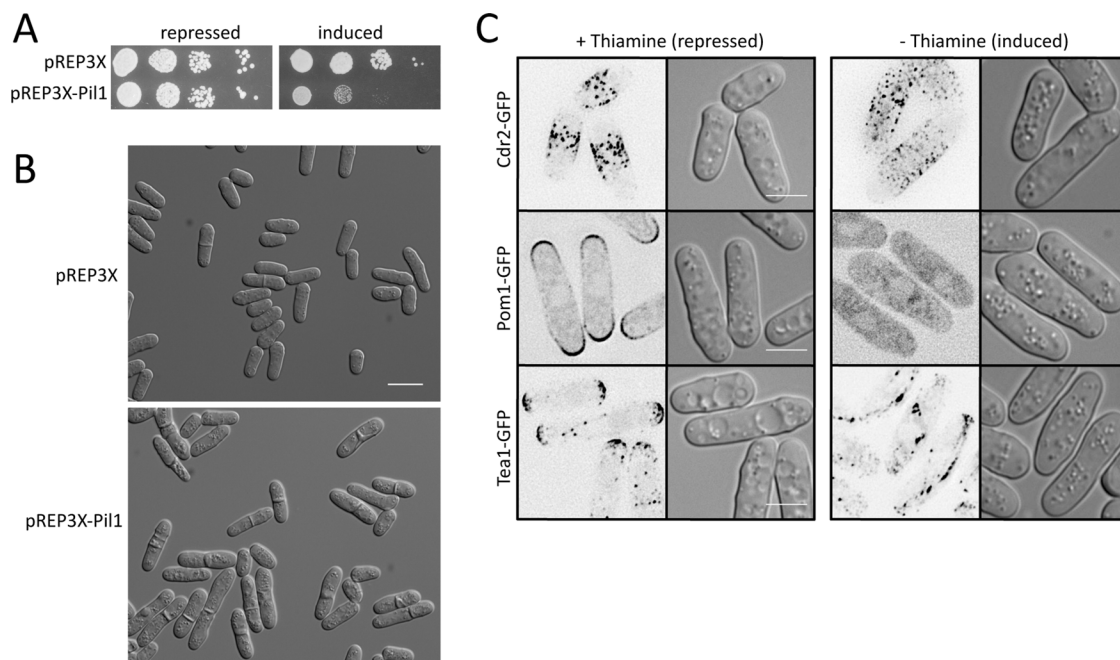 A
repressed
induced
pREP3X
pREP3X-Pil1
B
pREP3X
pREP3X-Pil1
C
+ Thiamine (repressed)
- Thiamine (induced)
Cdr2-GFP
Pom1-GFP
Tea1-GFP